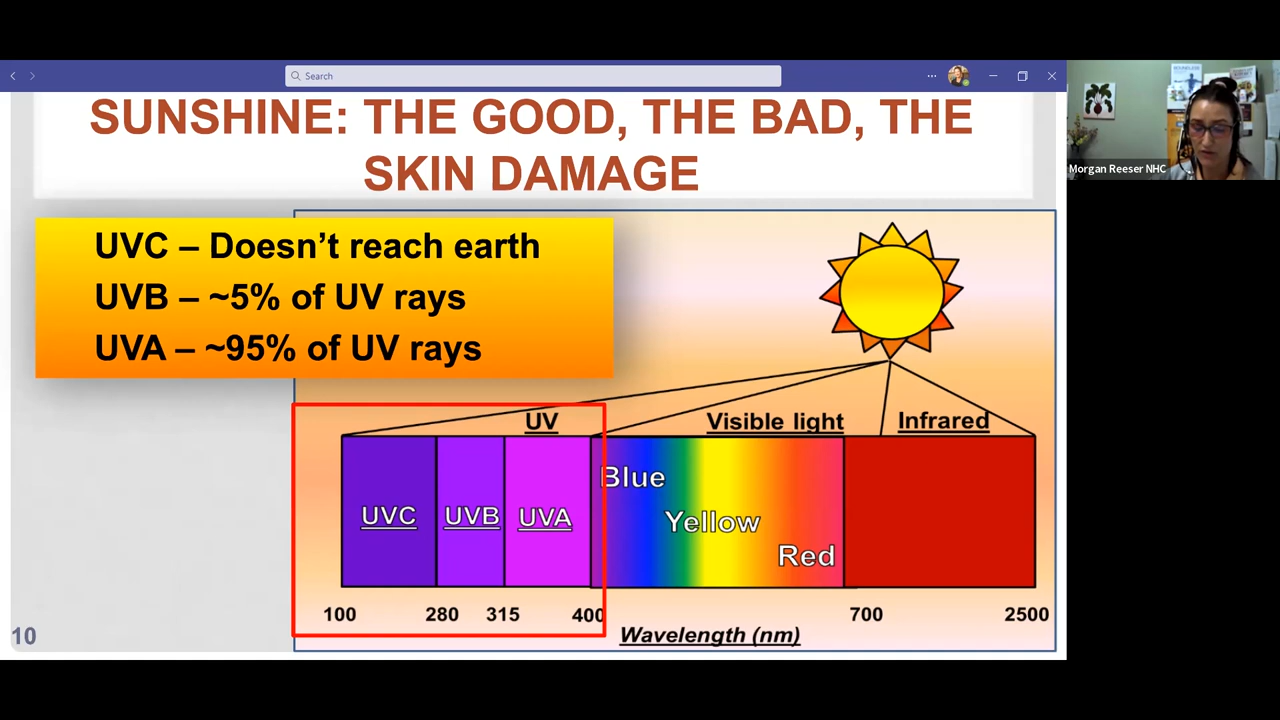 Search
SUNSHINE: THE GOOD, THE BAD, THE
SKIN DAMAGE
UVC – Doesn’t reach earth
UVB – ~5% of UV rays
UVA – ~95% of UV rays
UV
Visible light
Infrared
Blue
UVC
UVB
UVA
Yellow
Red
100
280
315
400
700
2500
Wavelength (nm)
10
Morgan Reeser NHC